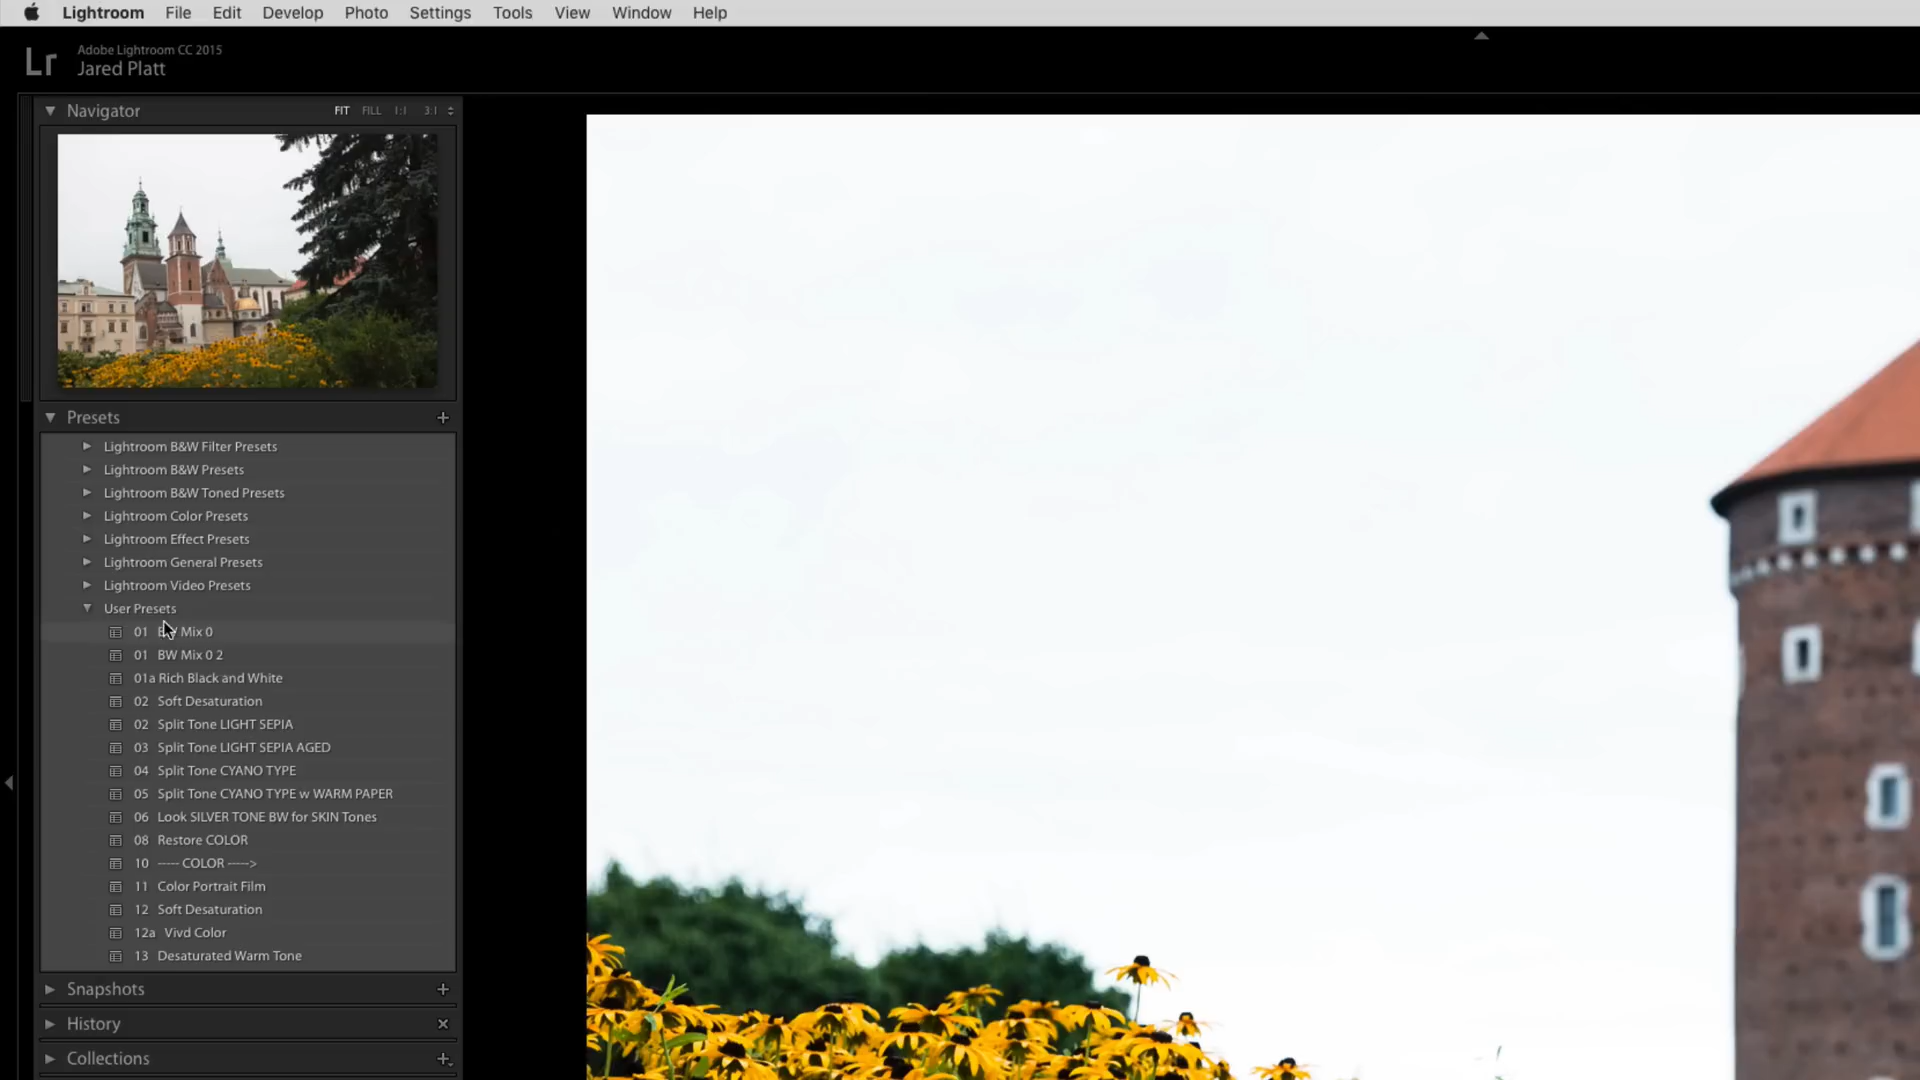 Lightroom File Edit Develop Photo Settings Tools View Window Help
Lr
Adobe Lightroom CC 2015
Jared Platt
Navigator FIT FILL 1:1 3:1
Presets +
Lightroom B&W Filter Presets
Lightroom B&W Presets
Lightroom B&W Toned Presets
Lightroom Color Presets
Lightroom Effect Presets
Lightroom General Presets
Lightroom Video Presets
User Presets
01 Mix 0
01 BW Mix 0 2
01a Rich Black and White
02 Soft Desaturation
02 Split Tone LIGHT SEPIA
03 Split Tone LIGHT SEPIA AGED
04 Split Tone CYANO TYPE
05 Split Tone CYANO TYPE w WARM PAPER
06 Look SILVER TONE BW for SKIN Tones
08 Restore COLOR
10 ----- COLOR ----->
11 Color Portrait Film
12 Soft Desaturation
12a Vivd Color
13 Desaturated Warm Tone
Snapshots +
History ×
Collections +